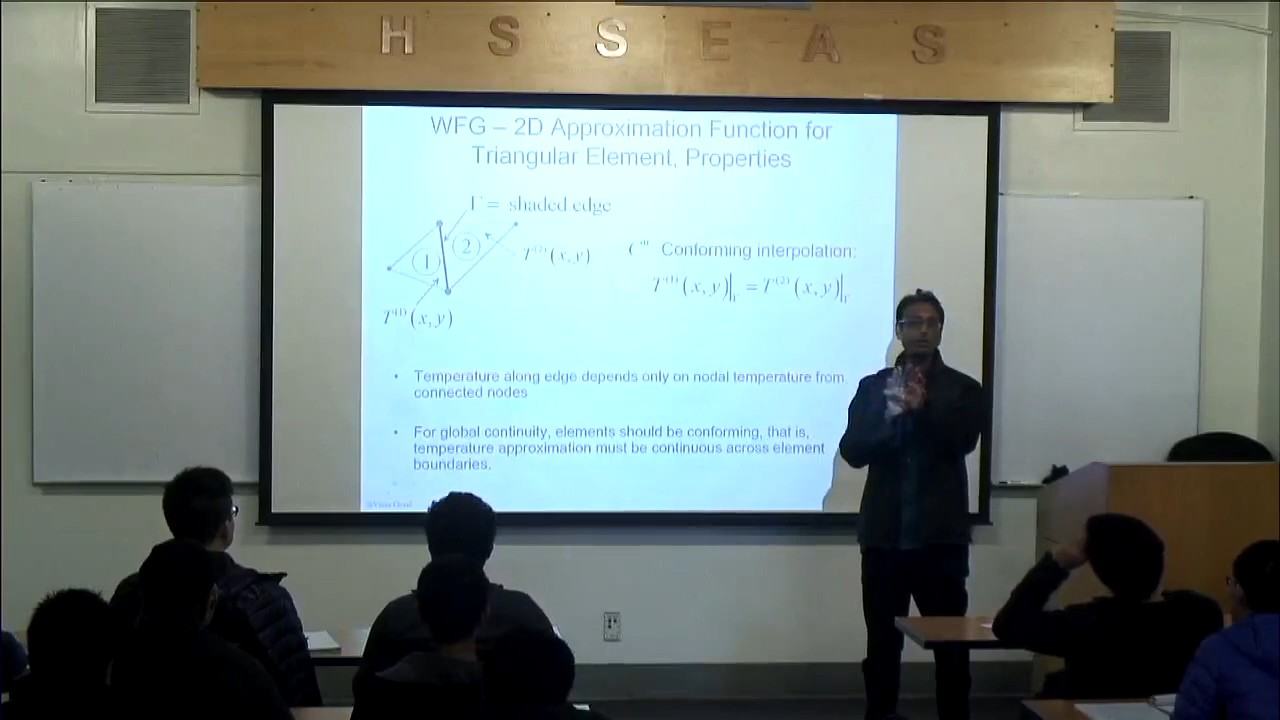 H S S E A S
WFG – 2D Approximation Function for
Triangular Element, Properties
Γ = shaded edge
1
2
T⁽²⁾(x, y)
T⁽¹⁾(x, y)
Conforming interpolation:
T⁽¹⁾(x, y)|Γ = T⁽²⁾(x, y)|Γ
• Temperature along edge depends only on nodal temperature from
connected nodes
• For global continuity, elements should be conforming, that is,
temperature approximation must be continuous across element
boundaries.